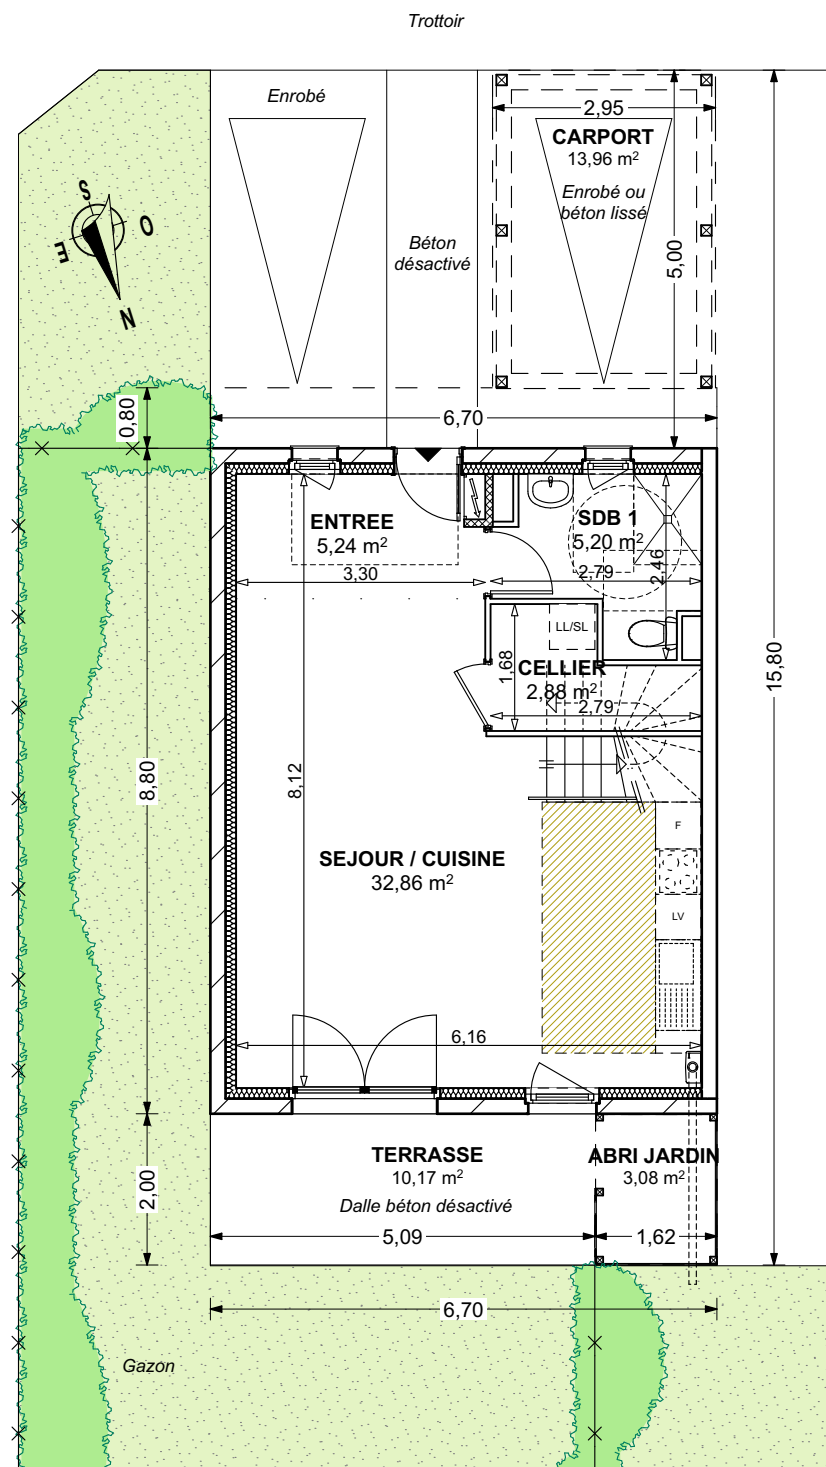 Trottoir
Enrobé
2,95
CARPORT
13,96 m²
Enrobé ou
béton lissé
S
O
E
N
Béton
désactivé
5,00
0,80
6,70
ENTREE
5,24 m²
SDB 1
5,20 m²
3,30
2,79
2,46
LL/SL
1,68
CELLIER
2,88 m²
2,79
15,80
8,80
8,12
F
SEJOUR / CUISINE
32,86 m²
LV
6,16
TERRASSE
10,17 m²
Dalle béton désactivé
ABRI JARDIN
3,08 m²
2,00
5,09
1,62
6,70
Gazon